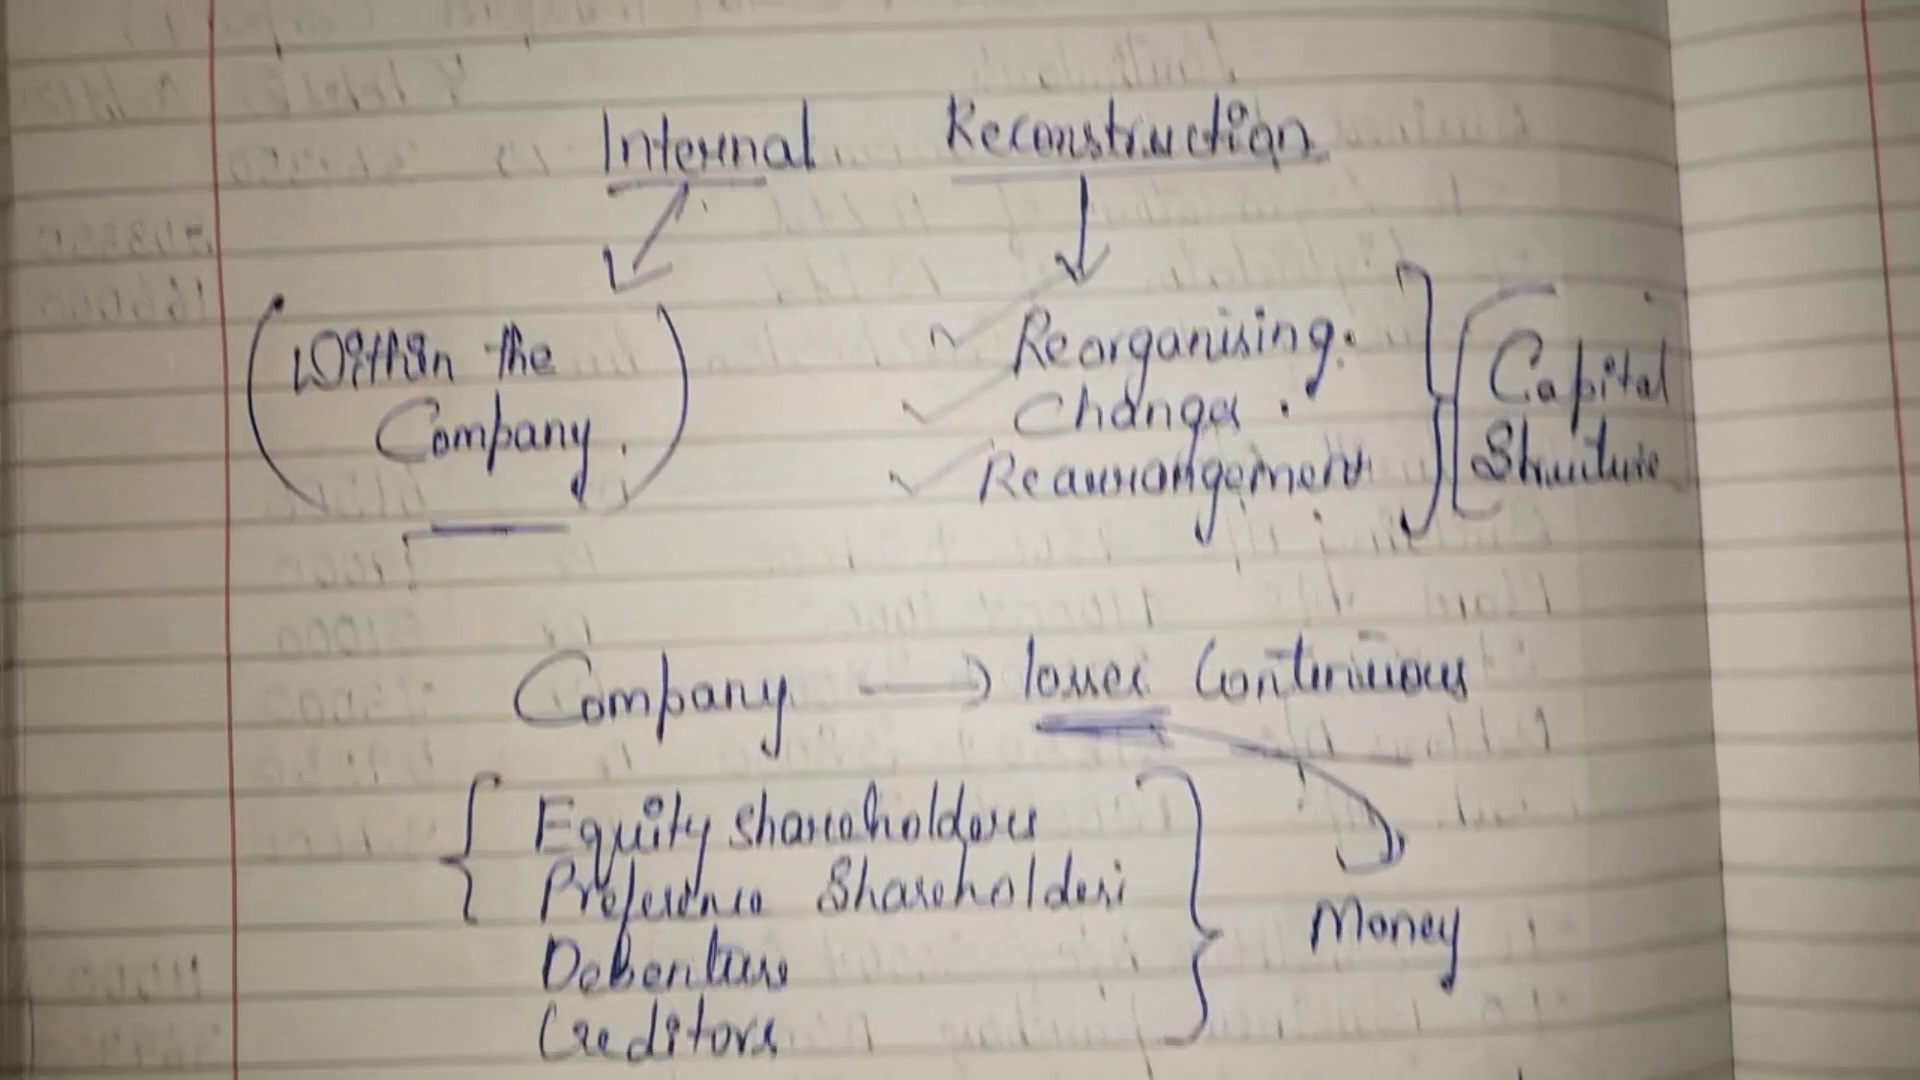 Internal Reconstruction
Within the
Company.
Reorganising.
Changes.
Rearrangement
Capital
Structure
Company → losses Continuous
Equity shareholders
Preference Shareholders
Debenture
Creditors
Money